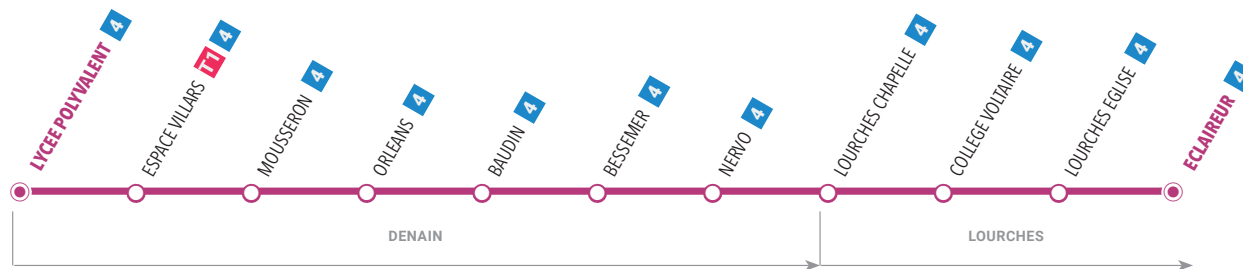 LYCEE POLYVALENT 4
ESPACE VILLARS T1 4
MOUSSERON 4
ORLEANS 4
BAUDIN 4
BESSEMER 4
NERVO 4
LOURCHES CHAPELLE 4
COLLEGE VOLTAIRE 4
LOURCHES EGLISE 4
ECLAIREUR 4
DENAIN
LOURCHES